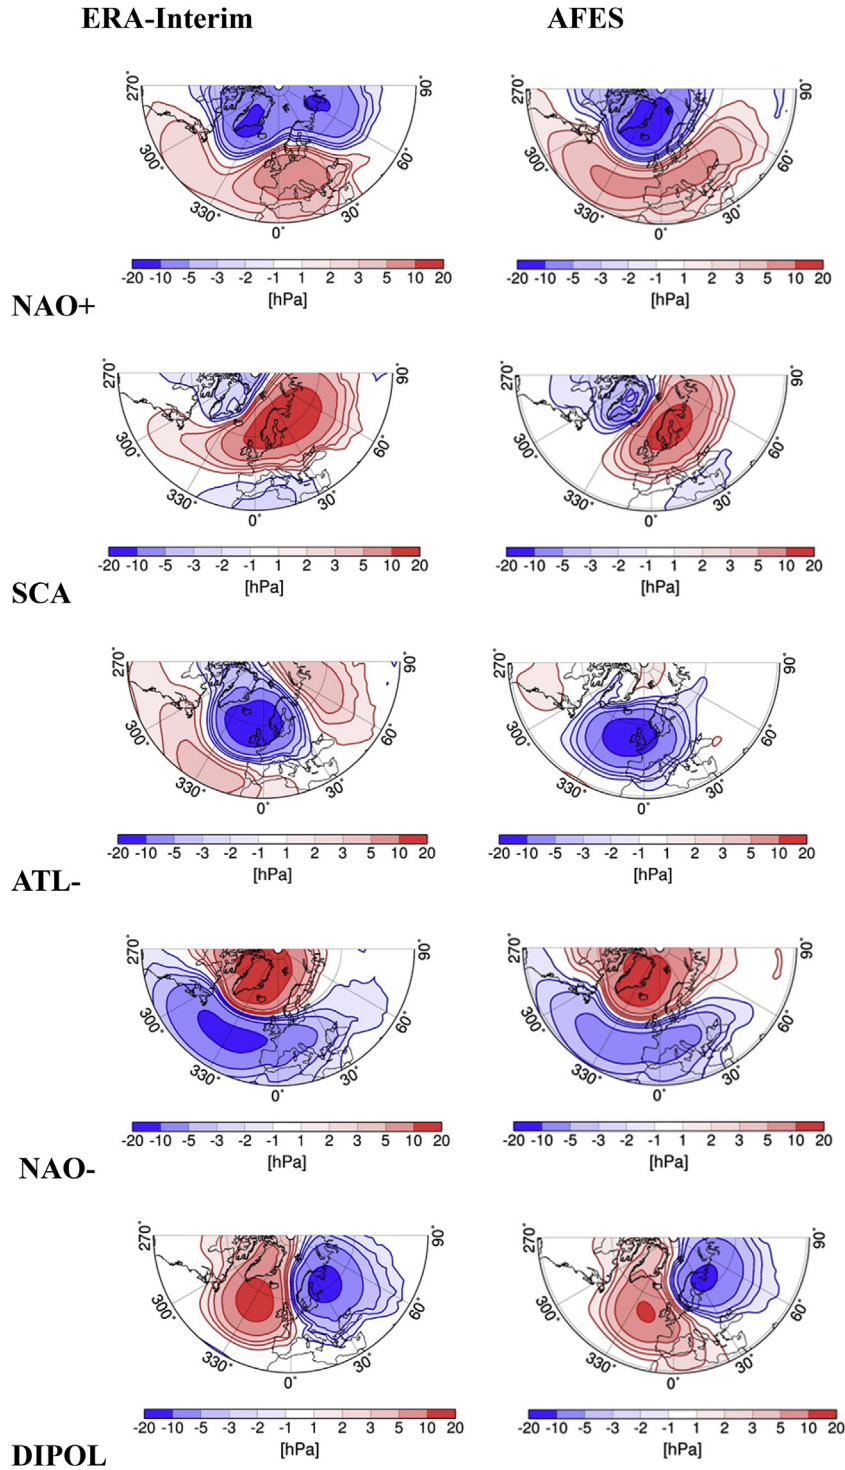 ERA-Interim AFES
270° 90° 270° 90°
300° 60° 300° 60°
330° 30° 330° 30°
0° 0°
-20 -10 -5 -3 -2 -1 1 2 3 5 10 20 -20 -10 -5 -3 -2 -1 1 2 3 5 10 20
[hPa] [hPa]
NAO+
270° 90° 270° 90°
300° 60° 300° 60°
330° 30° 330° 30°
0° 0°
-20 -10 -5 -3 -2 -1 1 2 3 5 10 20 -20 -10 -5 -3 -2 -1 1 2 3 5 10 20
[hPa] [hPa]
SCA
270° 90° 270° 90°
300° 60° 300° 60°
330° 30° 330° 30°
0° 0°
-20 -10 -5 -3 -2 -1 1 2 3 5 10 20 -20 -10 -5 -3 -2 -1 1 2 3 5 10 20
[hPa] [hPa]
ATL-
270° 90° 270° 90°
300° 60° 300° 60°
330° 30° 330° 30°
0° 0°
-20 -10 -5 -3 -2 -1 1 2 3 5 10 20 -20 -10 -5 -3 -2 -1 1 2 3 5 10 20
[hPa] [hPa]
NAO-
270° 90° 270° 90°
300° 60° 300° 60°
330° 30° 330° 30°
0° 0°
-20 -10 -5 -3 -2 -1 1 2 3 5 10 20 -20 -10 -5 -3 -2 -1 1 2 3 5 10 20
[hPa] [hPa]
DIPOL